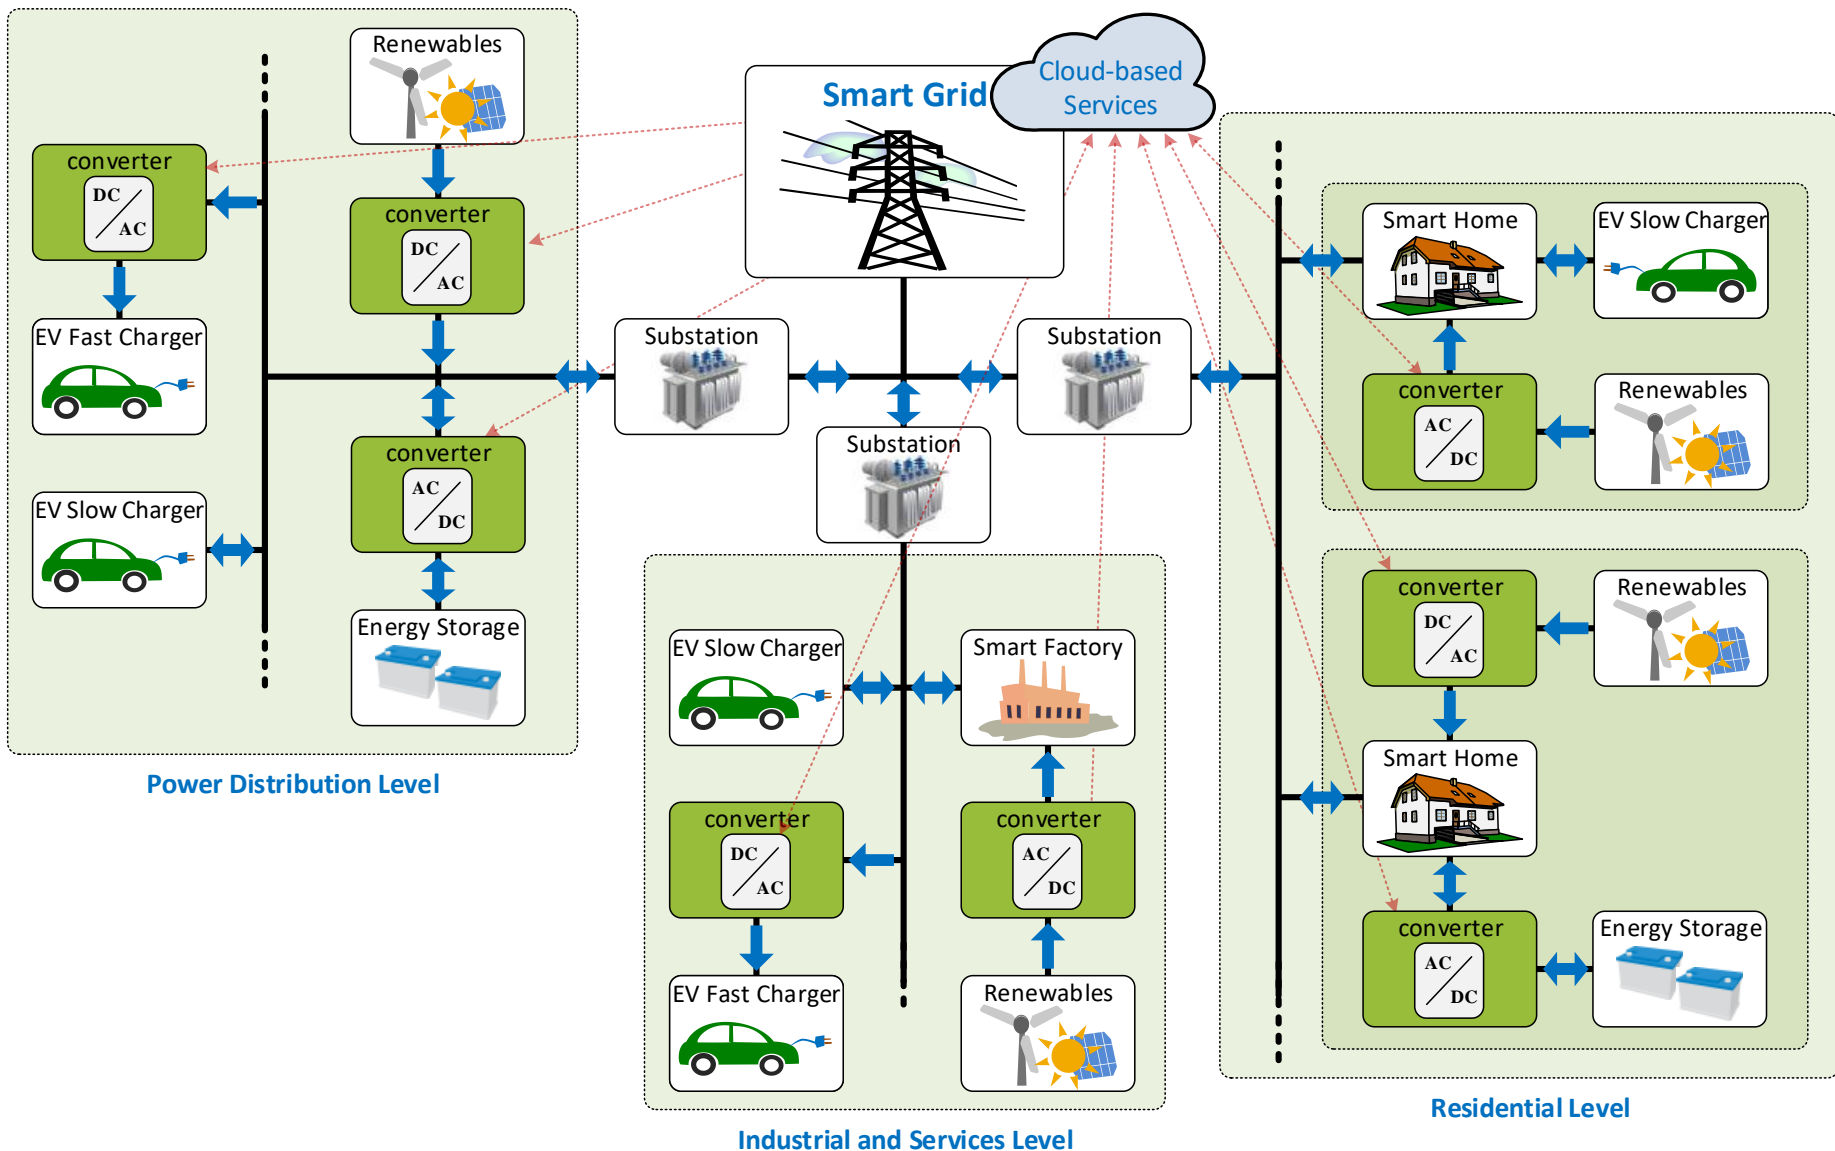 Smart Grid
Cloud-based
Services
Renewables
converter
DC
AC
converter
DC
AC
EV Fast Charger
converter
AC
DC
EV Slow Charger
Energy Storage
Power Distribution Level
Substation
Substation
Substation
EV Slow Charger
Smart Factory
converter
DC
AC
converter
AC
DC
EV Fast Charger
Renewables
Industrial and Services Level
Smart Home
EV Slow Charger
converter
AC
DC
Renewables
converter
DC
AC
Renewables
Smart Home
converter
AC
DC
Energy Storage
Residential Level